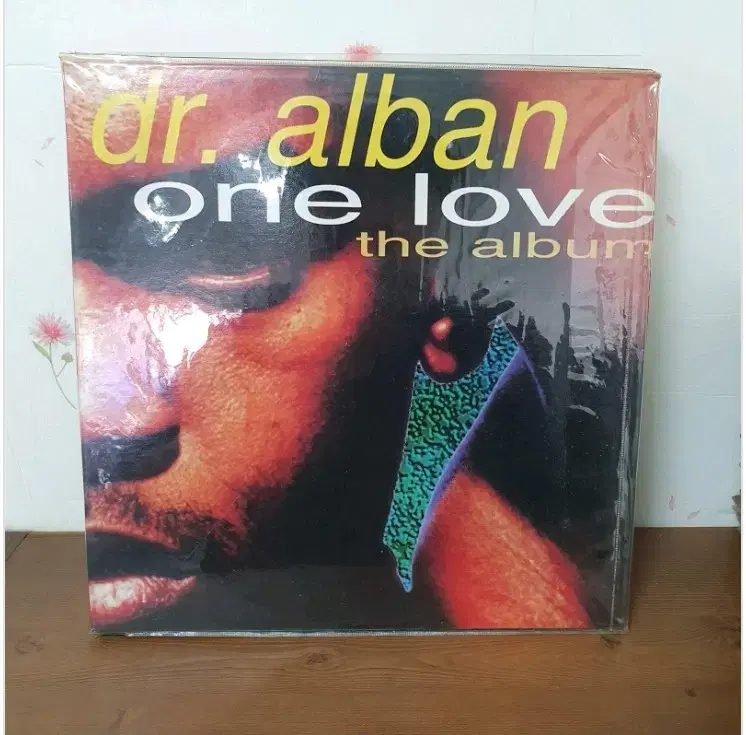 dr. alban
one love
the album